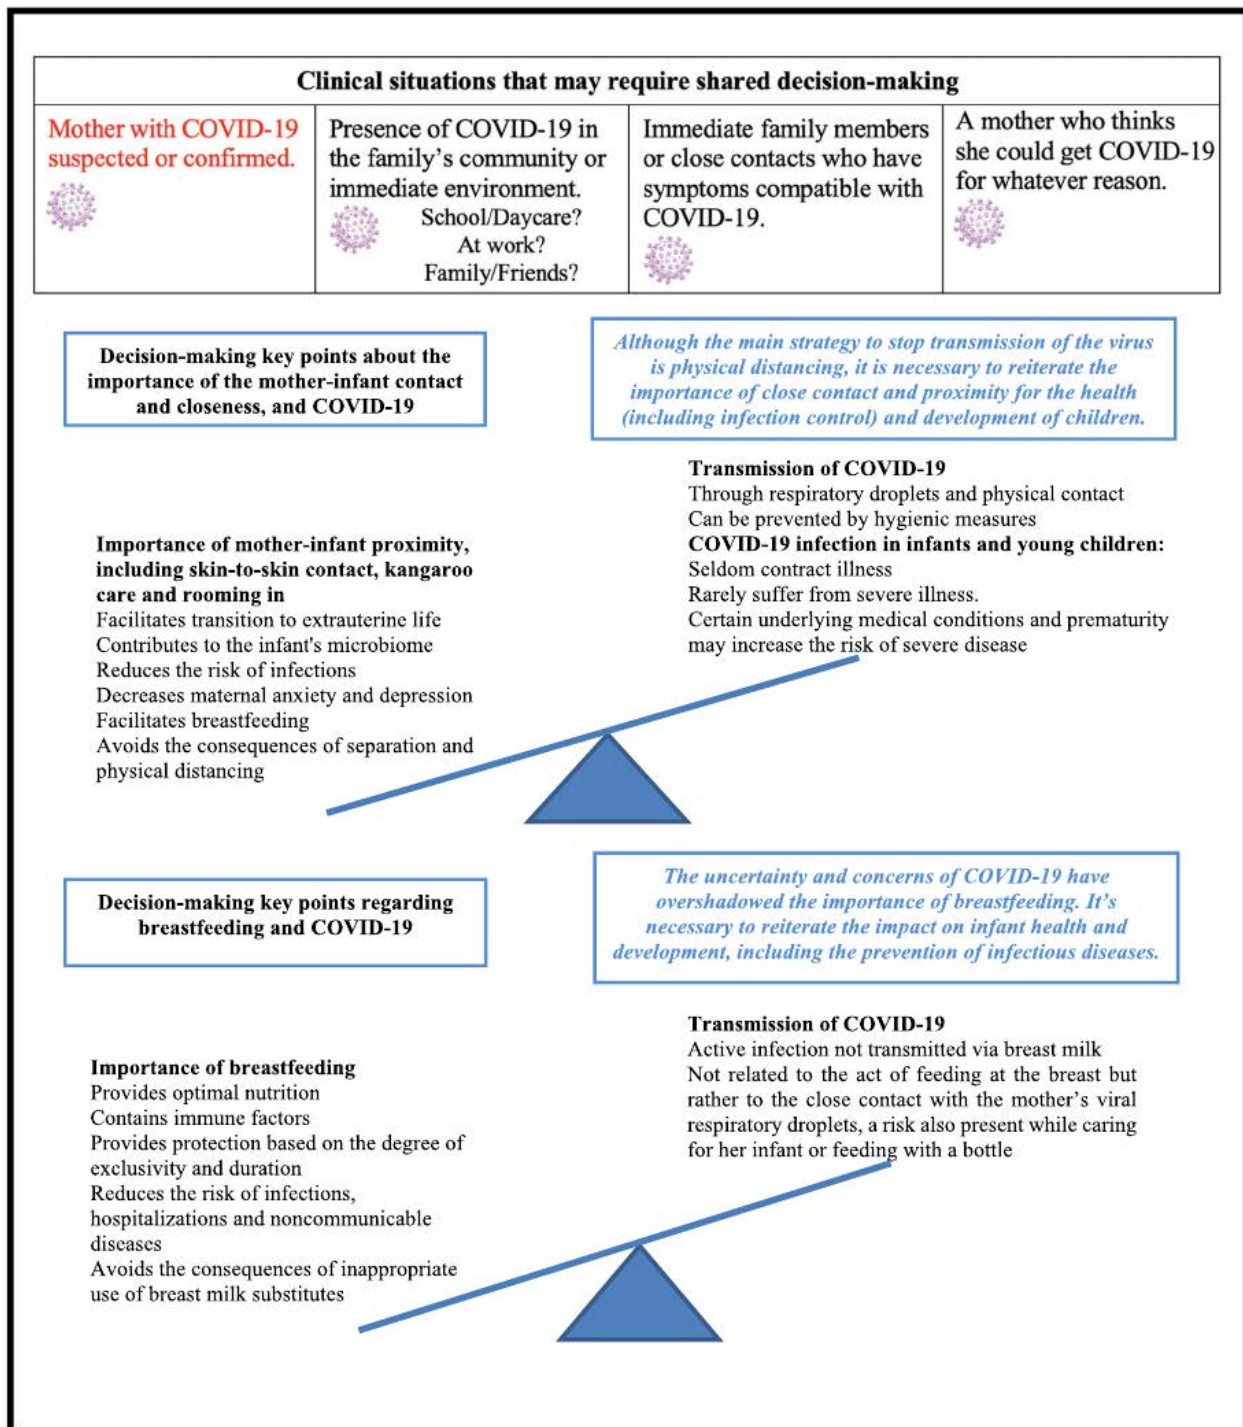 Clinical situations that may require shared decision-making
Mother with COVID-19
suspected or confirmed.
Presence of COVID-19 in
the family's community or
immediate environment.
School/Daycare?
At work?
Family/Friends?
Immediate family members
or close contacts who have
symptoms compatible with
COVID-19.
A mother who thinks
she could get COVID-19
for whatever reason.
Decision-making key points about the
importance of the mother-infant contact
and closeness, and COVID-19
Although the main strategy to stop transmission of the virus
is physical distancing, it is necessary to reiterate the
importance of close contact and proximity for the health
(including infection control) and development of children.
Importance of mother-infant proximity,
including skin-to-skin contact, kangaroo
care and rooming in
Facilitates transition to extrauterine life
Contributes to the infant's microbiome
Reduces the risk of infections
Decreases maternal anxiety and depression
Facilitates breastfeeding
Avoids the consequences of separation and
physical distancing
Transmission of COVID-19
Through respiratory droplets and physical contact
Can be prevented by hygienic measures
COVID-19 infection in infants and young children:
Seldom contract illness
Rarely suffer from severe illness.
Certain underlying medical conditions and prematurity
may increase the risk of severe disease
Decision-making key points regarding
breastfeeding and COVID-19
The uncertainty and concerns of COVID-19 have
overshadowed the importance of breastfeeding. It's
necessary to reiterate the impact on infant health and
development, including the prevention of infectious diseases.
Importance of breastfeeding
Provides optimal nutrition
Contains immune factors
Provides protection based on the degree of
exclusivity and duration
Reduces the risk of infections,
hospitalizations and noncommunicable
diseases
Avoids the consequences of inappropriate
use of breast milk substitutes
Transmission of COVID-19
Active infection not transmitted via breast milk
Not related to the act of feeding at the breast but
rather to the close contact with the mother's viral
respiratory droplets, a risk also present while caring
for her infant or feeding with a bottle